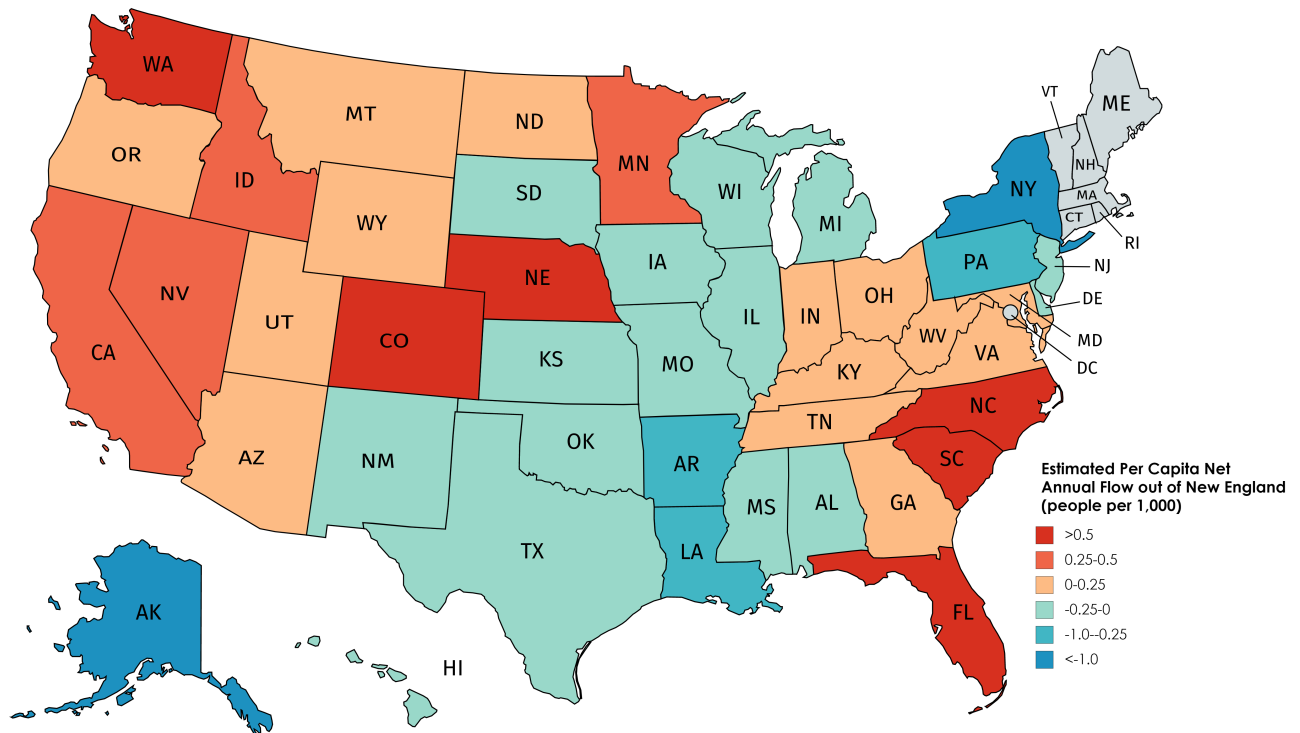 WA
MT
ND
MN
VT
ME
OR
ID
WY
SD
WI
MI
NY
NH
MA
CT
RI
NV
UT
CO
NE
IA
IL
IN
OH
PA
NJ
DE
MD
DC
CA
KS
MO
KY
WV
VA
AZ
NM
OK
AR
TN
NC
SC
MS
AL
GA
TX
LA
FL
AK
HI
Estimated Per Capita Net
Annual Flow out of New England
(people per 1,000)
>0.5
0.25-0.5
0-0.25
-0.25-0
-1.0--0.25
<-1.0